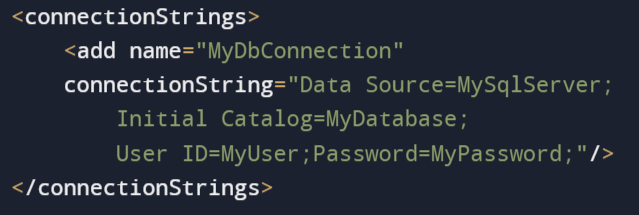 <connectionStrings>
    <add name="MyDbConnection"
    connectionString="Data Source=MySqlServer;
        Initial Catalog=MyDatabase;
        User ID=MyUser;Password=MyPassword;"/>
</connectionStrings>